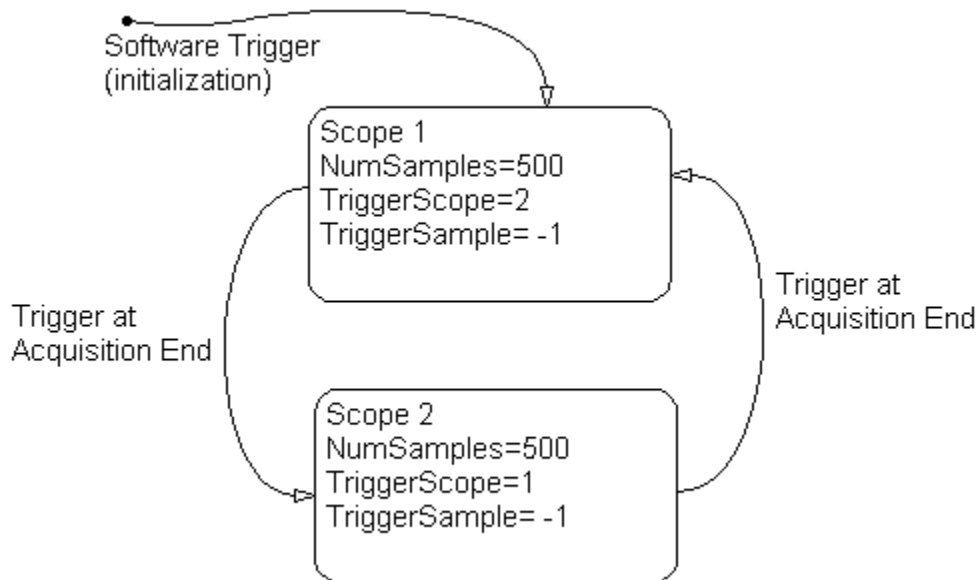 Software Trigger
(initialization)
Scope 1
NumSamples=500
TriggerScope=2
TriggerSample= -1
Trigger at
Acquisition End
Trigger at
Acquisition End
Scope 2
NumSamples=500
TriggerScope=1
TriggerSample= -1